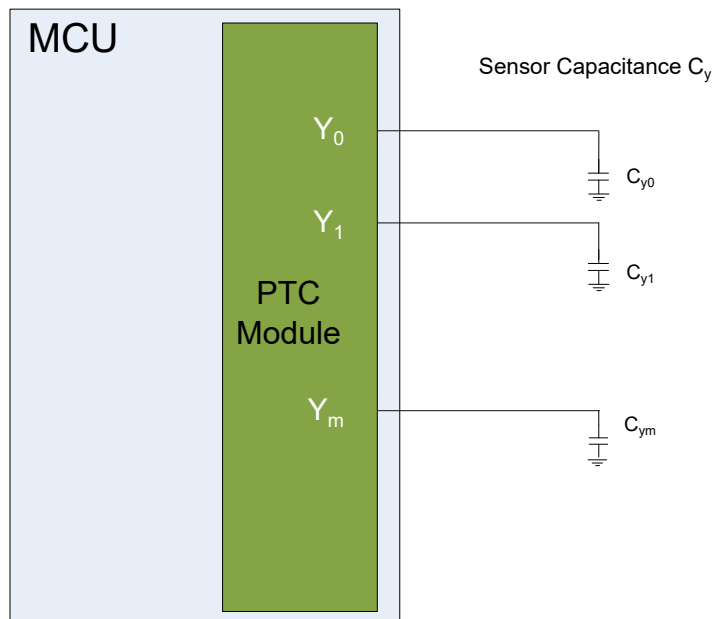 MCU
Sensor Capacitance Cy
Y0
Cy0
Y1
Cy1
PTC
Module
Ym
Cym